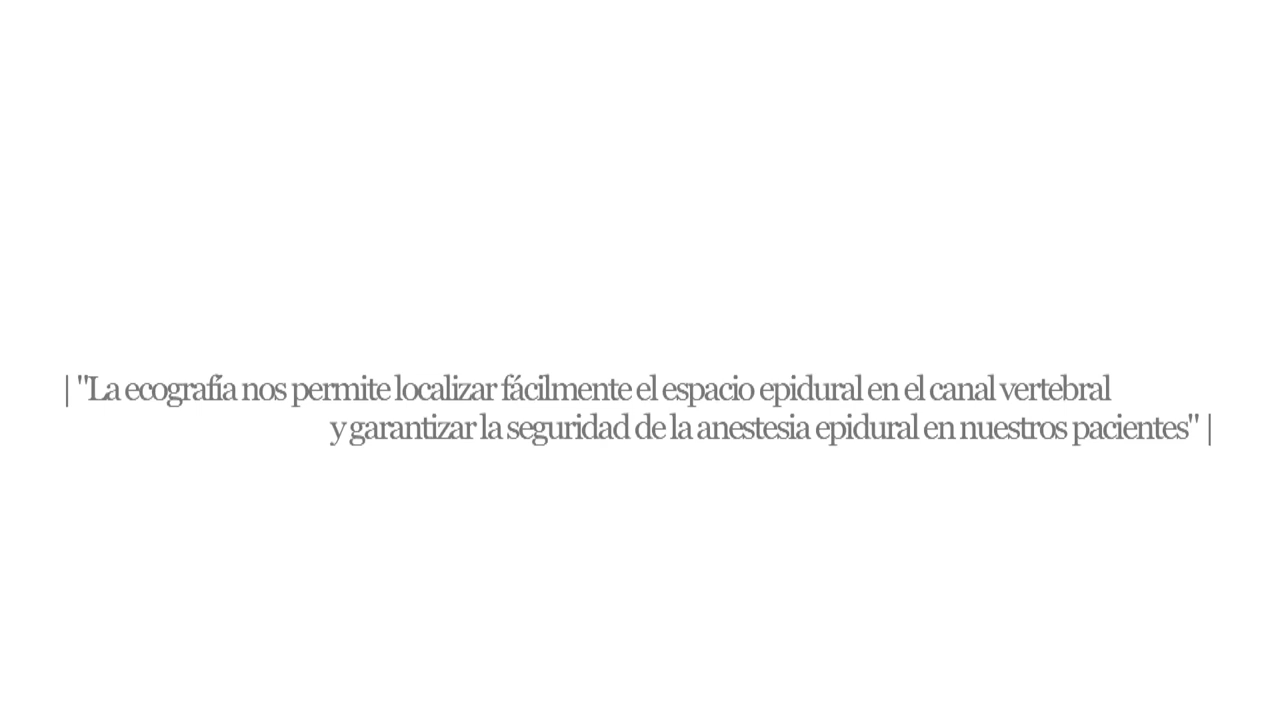 | "La ecografía nos permite localizar fácilmente el espacio epidural en el canal vertebral
y garantizar la seguridad de la anestesia epidural en nuestros pacientes" |